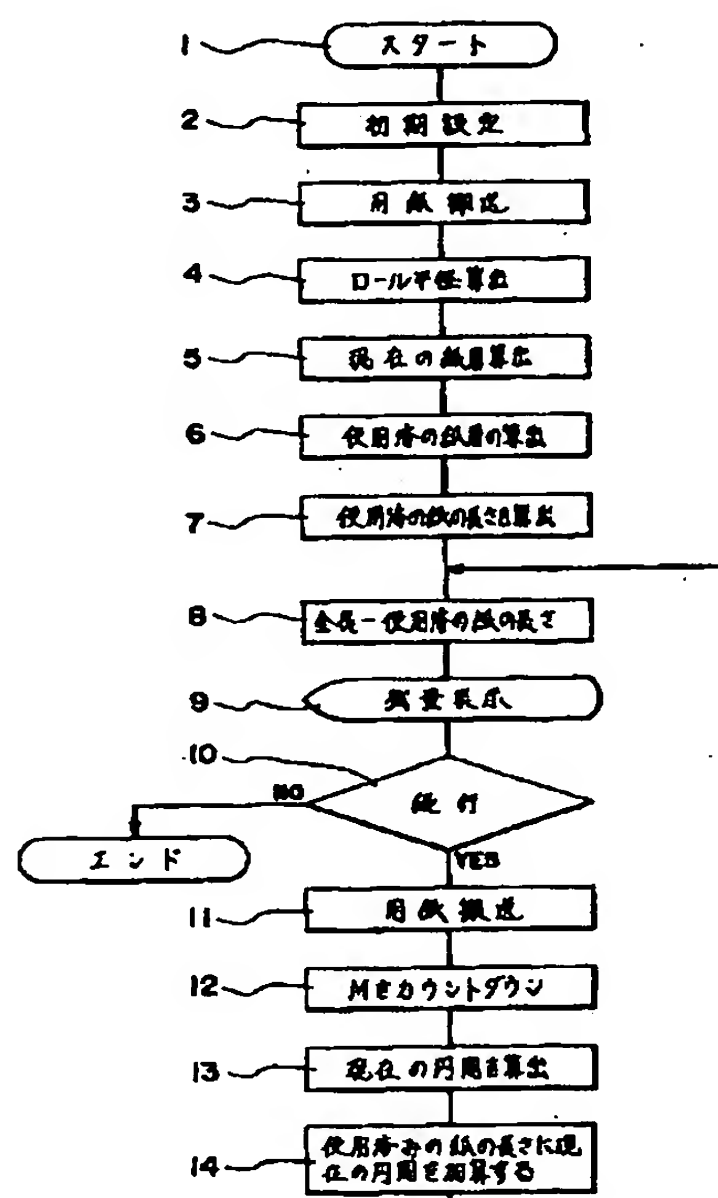 1 スタート
2 初期設定
3 用紙搬送
4 ロール半径算出
5 現在の紙層算出
6 使用済の紙層の算出
7 使用済の紙の長さを算出
8 全長－使用済の紙の長さ
9 残量表示
10
続行
NO
エンド
YES
11 用紙搬送
12 Mをカウントダウン
13 現在の円周を算出
14 使用済みの紙の長さに現
在の円周を加算する